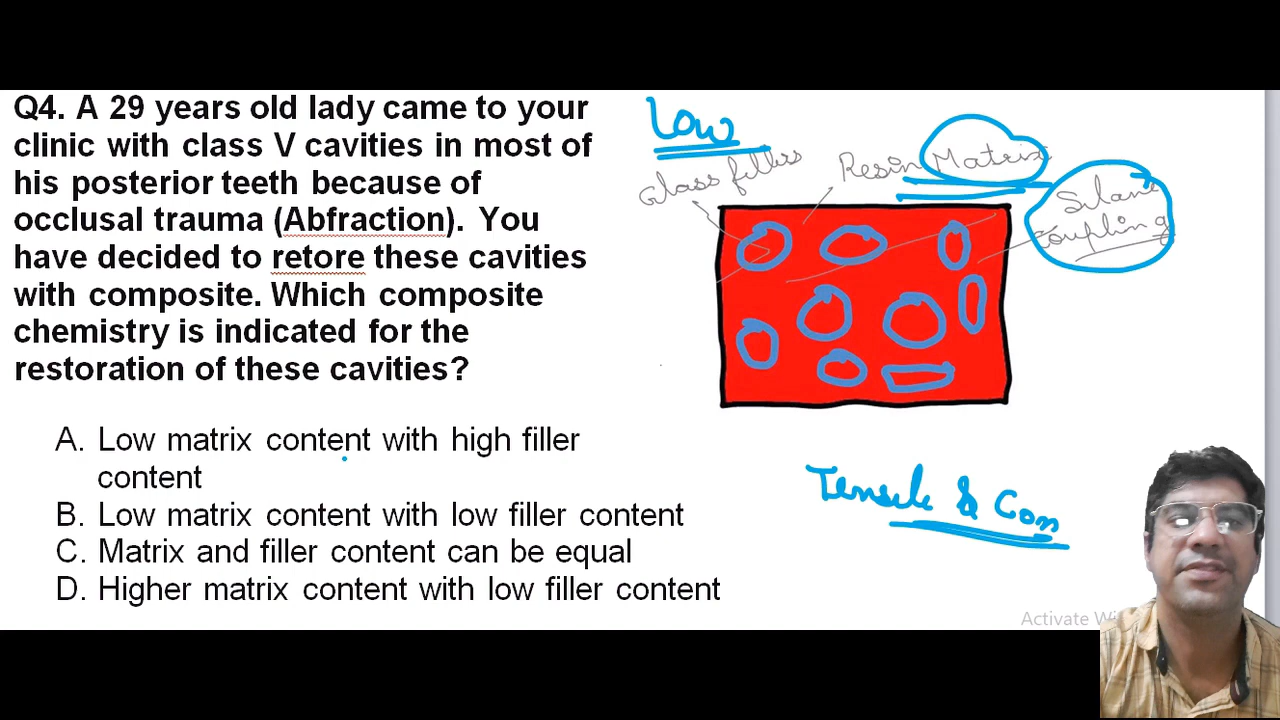 Q4. A 29 years old lady came to your
clinic with class V cavities in most of
his posterior teeth because of
occlusal trauma (Abfraction). You
have decided to retore these cavities
with composite. Which composite
chemistry is indicated for the
restoration of these cavities?
A. Low matrix content with high filler
content
B. Low matrix content with low filler content
C. Matrix and filler content can be equal
D. Higher matrix content with low filler content
Low
Glass fillers
Resin Matrix
Silane
Coupling
Tensile & Com
Activate Wi